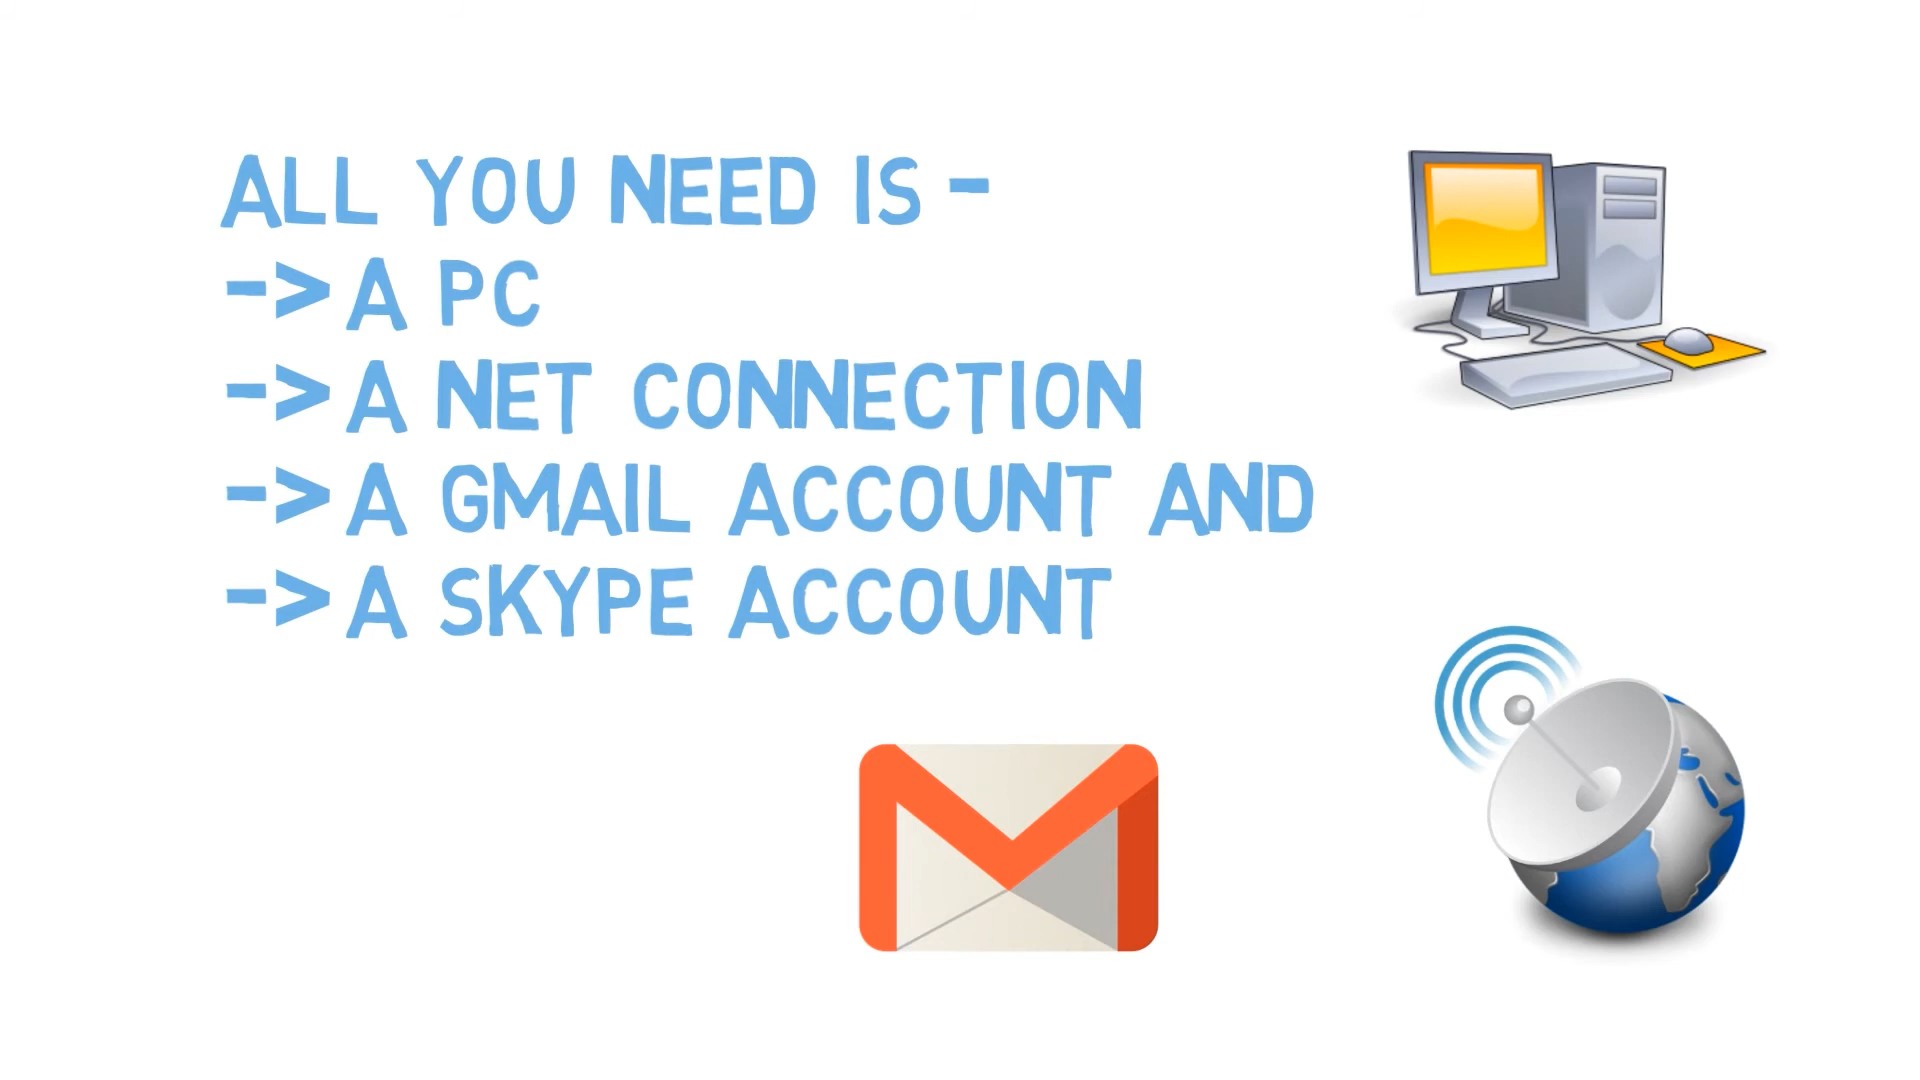 ALL YOU NEED IS -
-> A PC
-> A NET CONNECTION
-> A GMAIL ACCOUNT AND
-> A SKYPE ACCOUNT